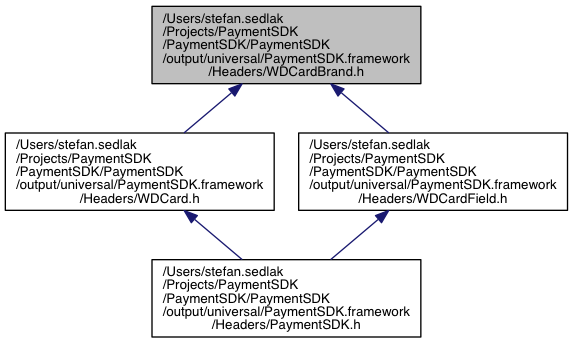 /Users/stefan.sedlak
/Projects/PaymentSDK
/PaymentSDK/PaymentSDK
/output/universal/PaymentSDK.framework
/Headers/WDCardBrand.h
/Users/stefan.sedlak
/Projects/PaymentSDK
/PaymentSDK/PaymentSDK
/output/universal/PaymentSDK.framework
/Headers/WDCard.h
/Users/stefan.sedlak
/Projects/PaymentSDK
/PaymentSDK/PaymentSDK
/output/universal/PaymentSDK.framework
/Headers/WDCardField.h
/Users/stefan.sedlak
/Projects/PaymentSDK
/PaymentSDK/PaymentSDK
/output/universal/PaymentSDK.framework
/Headers/PaymentSDK.h